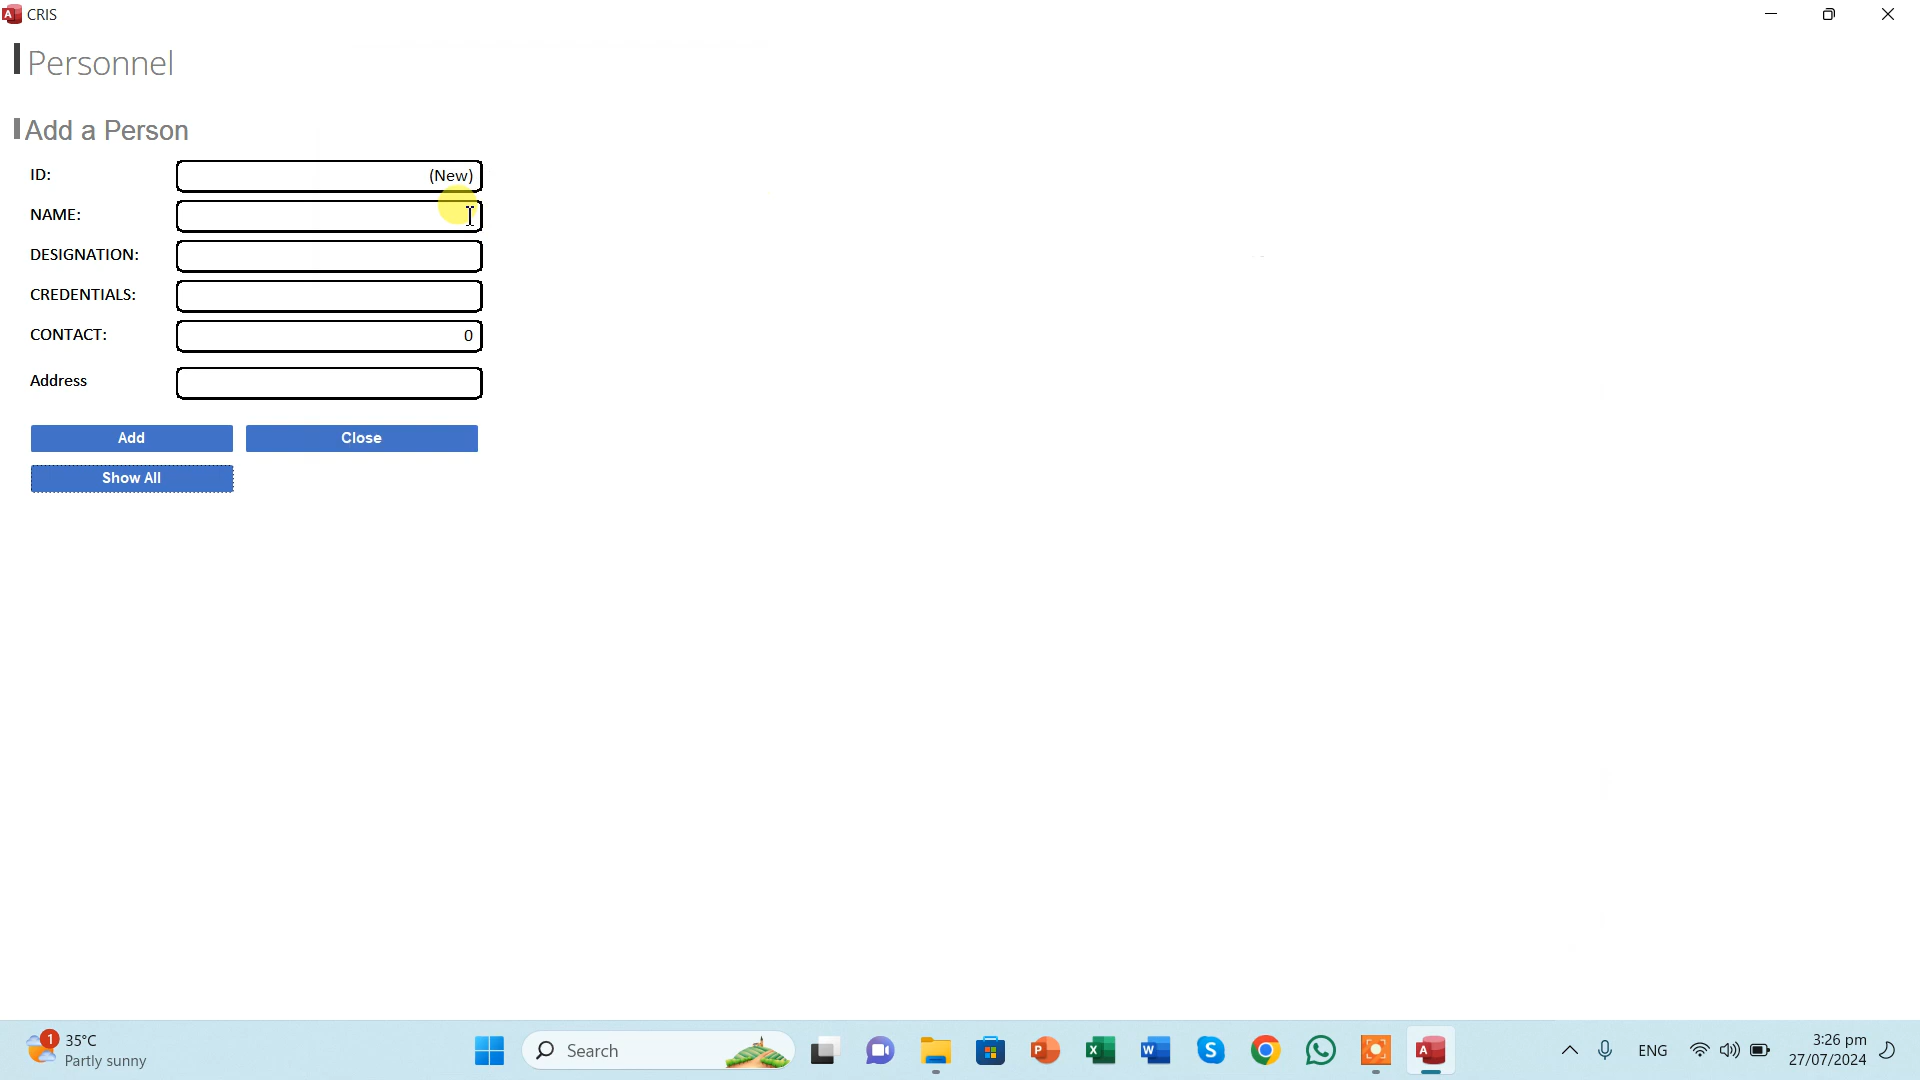 CRIS
Personnel
Add a Person
ID: (New)
NAME:
DESIGNATION:
CREDENTIALS:
CONTACT: 0
Address
Add Close
Show All
1 35°C
Partly sunny
Search
ENG
3:26 pm
27/07/2024